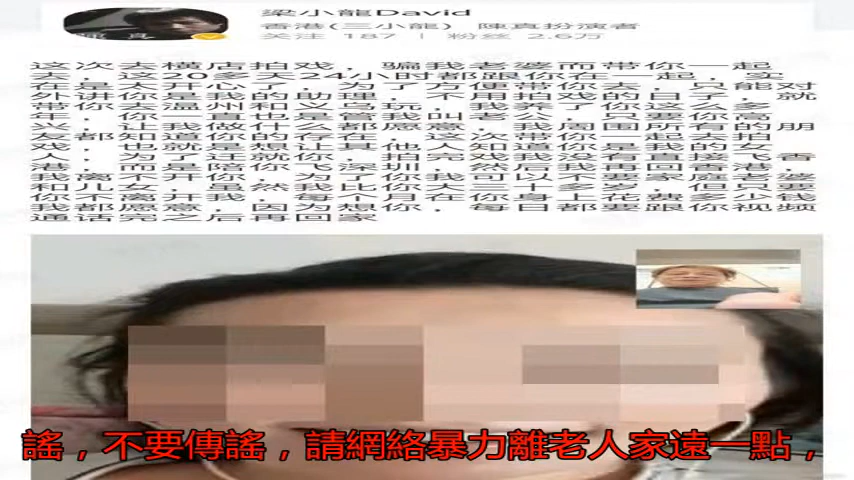 梁小龍David
香港(三小龍) 陳真扮演者
关注 187 | 粉丝 2.6万
这次去横店拍戏，骗我老婆而带你一起
去，这20多天24小时都跟你在一起，实
在是太开心了，为了方便带你去，只能对
外讲你是我的助理，不用拍戏的日子，就
带你去温州和义乌玩，我养了你这么多
年，你一直也是管我叫老公，只要你高
兴，让我做什么都愿意，我周围所有的朋
友都知道你的存在，这次带你一起去拍
戏，也就是想让其他人知道你是我的女
人，为了迁就你，拍完戏我没有直接飞香
港，而是陪你飞深圳，然后我再回香港，
我离不开你，为了你我可以不要家庭老婆
和儿女，虽然我比你大三十多岁，但只要
你不离开我，每个月在你身上花费多少钱
我都愿意，因为想你，每日都要跟你视频
通话完之后再回家
謠，不要傳謠，請網絡暴力離老人家遠一點，